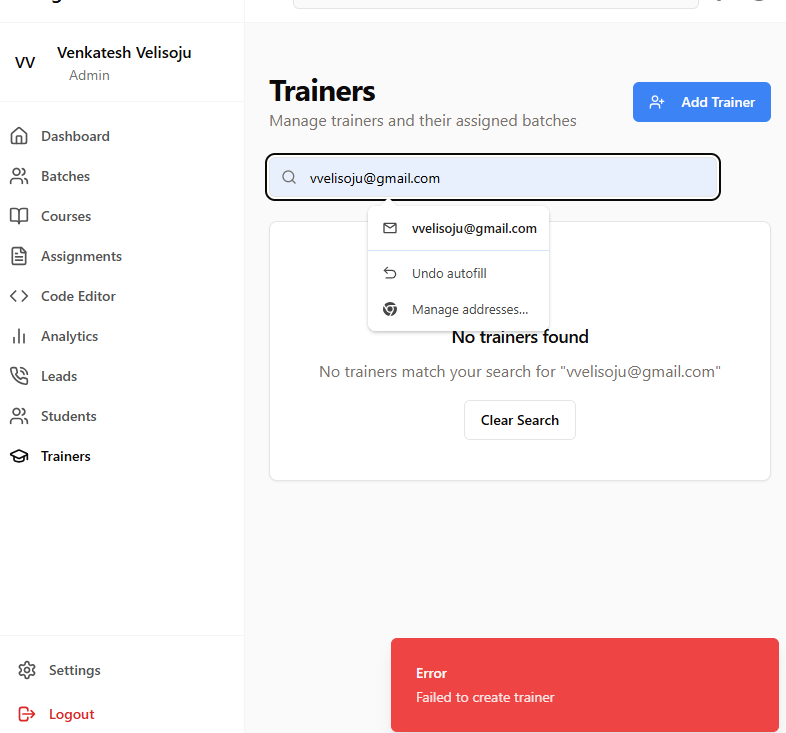 VV
Venkatesh Velisoju
Admin
Dashboard
Batches
Courses
Assignments
Code Editor
Analytics
Leads
Students
Trainers
Settings
Logout
Trainers
Manage trainers and their assigned batches
Add Trainer
vvelisoju@gmail.com
vvelisoju@gmail.com
Undo autofill
Manage addresses...
No trainers found
No trainers match your search for "vvelisoju@gmail.com"
Clear Search
Error
Failed to create trainer